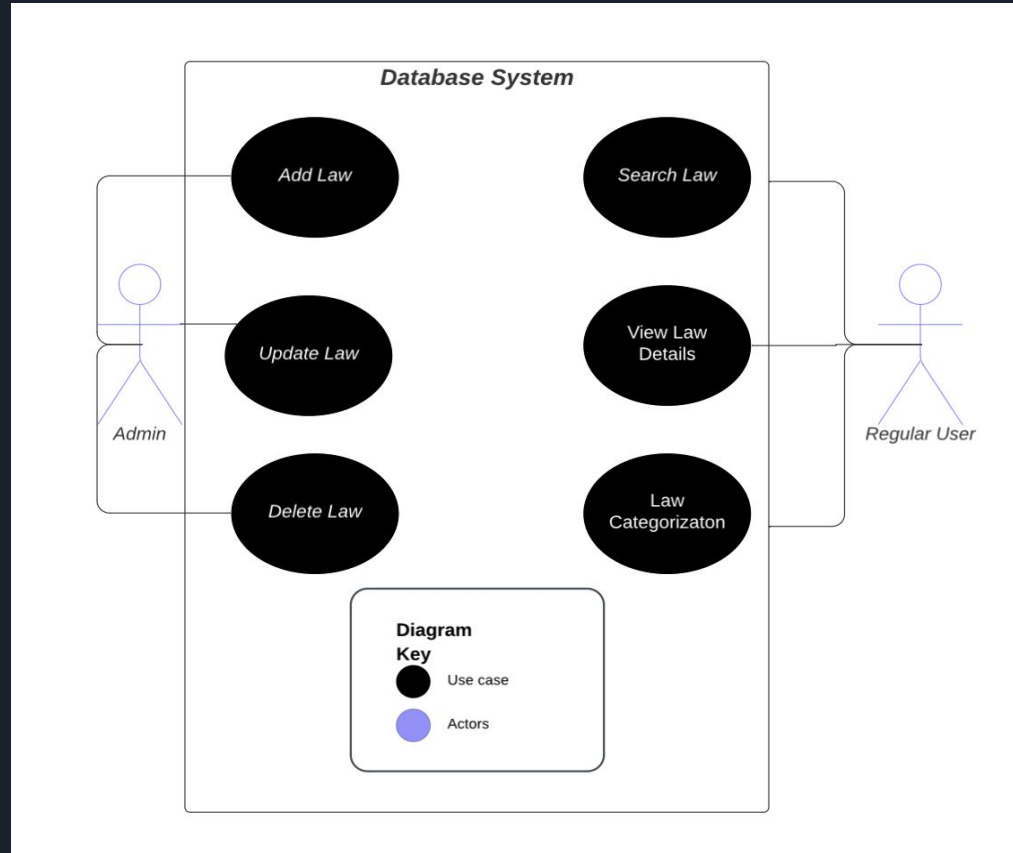 Database System
Add Law
Search Law
Update Law
View Law
Details
Admin
Regular User
Delete Law
Law
Categorizaton
Diagram
Key
Use case
Actors